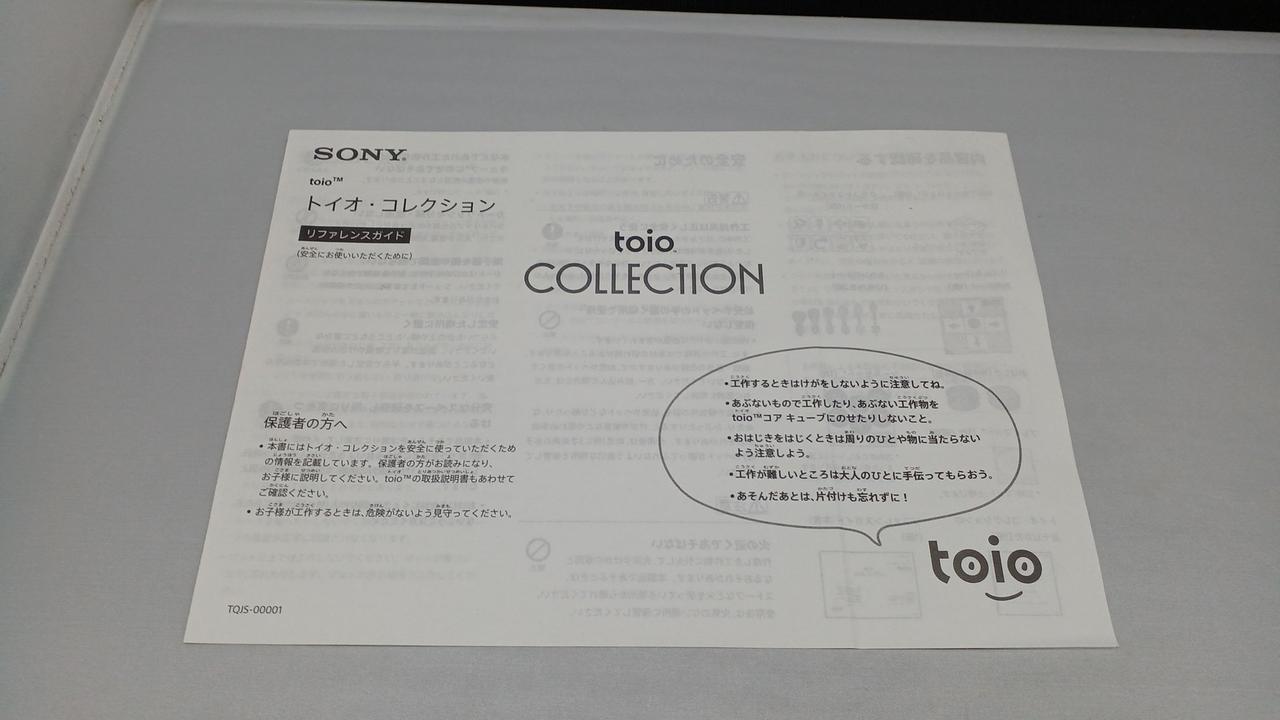 SONY®
toio™
トイオ・コレクション
リファレンスガイド
(安全にお使いいただくために)
toio™
COLLECTION
保護者の方へ
• 本書にはトイオ・コレクションを安全に使っていただくため
の情報を記載しています。保護者の方がお読みになり、
お子様に説明してください。toio™の取扱説明書もあわせて
ご確認ください。
• お子様が工作するときは、危険がないよう見守ってください。
• 工作するときはけがをしないように注意してね。
• あぶないもので工作したり、あぶない工作物を
toio™コア キューブにのせたりしないこと。
• おはじきをはじくときは周りのひとや物に当たらない
よう注意しよう。
• 工作が難しいところは大人のひとに手伝ってもらおう。
• あそんだあとは、片付けも忘れずに！
toio
TQJS-00001